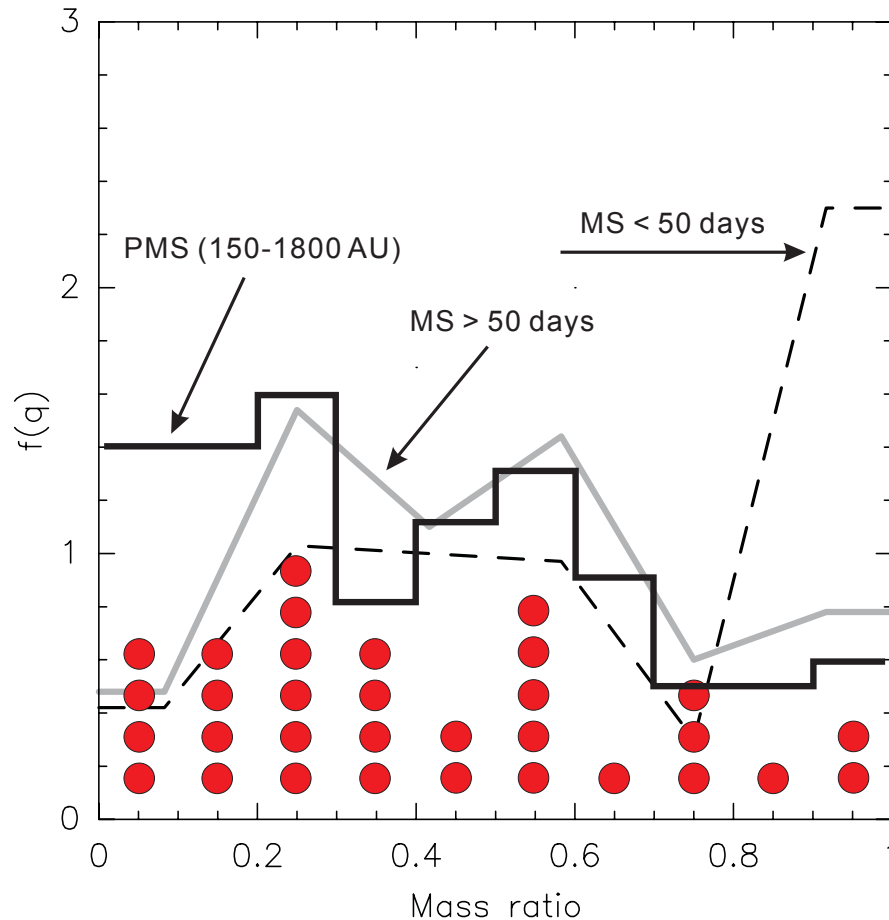 3
MS < 50 days
PMS (150-1800 AU)
2
MS > 50 days
f(q)
1
0
0 0.2 0.4 0.6 0.8 1
Mass ratio